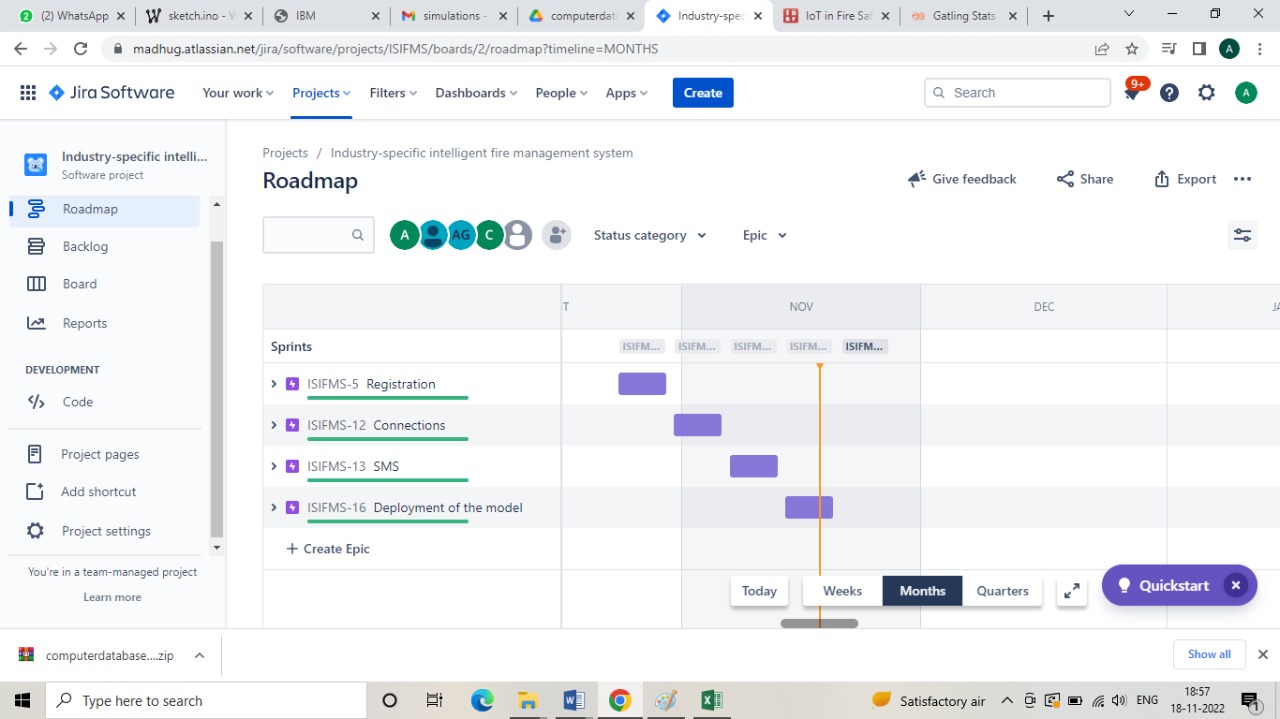 (2) WhatsApp
sketch.ino - W
IBM
simulations -
computerdata
Industry-spec
IoT in Fire Saf
Gatling Stats
madhug.atlassian.net/jira/software/projects/ISIFMS/boards/2/roadmap?timeline=MONTHS
A
Jira Software
Your work
Projects
Filters
Dashboards
People
Apps
Create
Search
9+
A
Industry-specific intelli...
Software project
Roadmap
Backlog
Board
Reports
DEVELOPMENT
Code
Project pages
Add shortcut
Project settings
You're in a team-managed project
Learn more
Projects / Industry-specific intelligent fire management system
Roadmap
Give feedback
Share
Export
A
AG
C
Status category
Epic
T
NOV
DEC
JA
Sprints
ISIFM...
ISIFM...
ISIFM...
ISIFM...
ISIFM...
ISIFMS-5 Registration
ISIFMS-12 Connections
ISIFMS-13 SMS
ISIFMS-16 Deployment of the model
+ Create Epic
Today
Weeks
Months
Quarters
Quickstart
computerdatabase....zip
Show all
Type here to search
Satisfactory air
ENG
18:57
18-11-2022
1